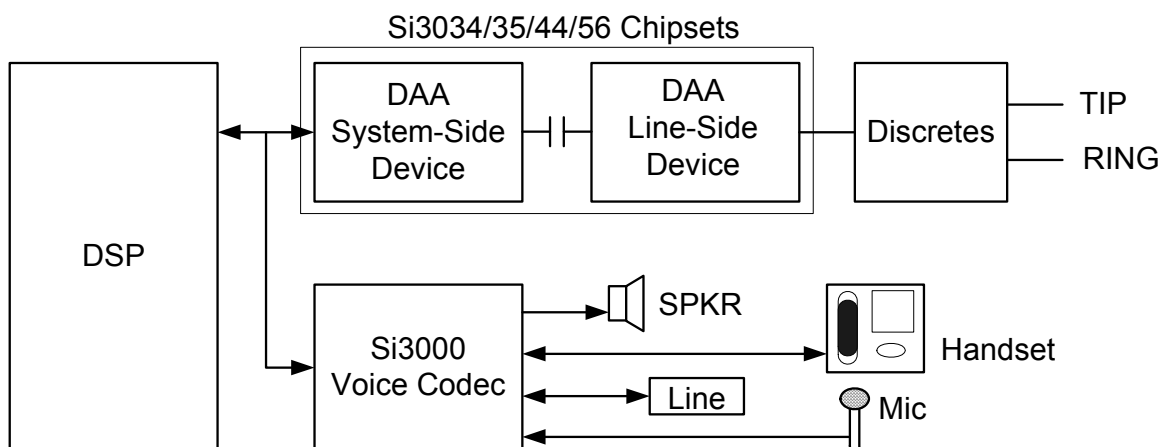 Si3034/35/44/56 Chipsets
DAA
System-Side
Device
DAA
Line-Side
Device
Discretes
TIP
RING
DSP
Si3000
Voice Codec
SPKR
Handset
Line
Mic